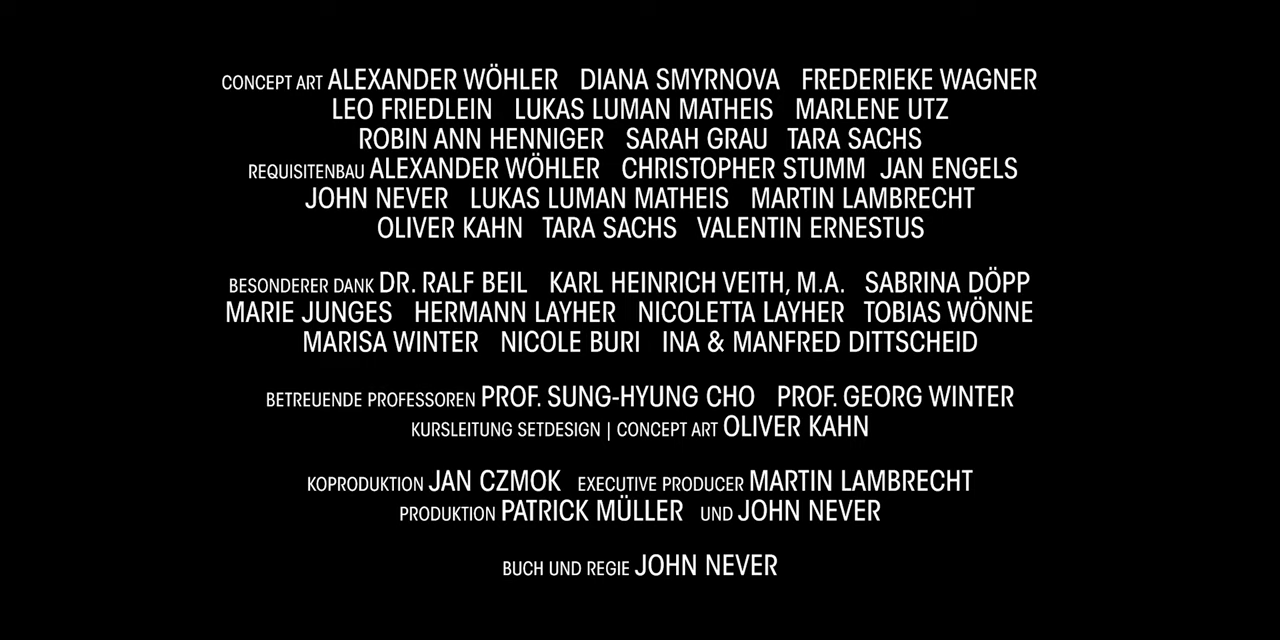 CONCEPT ART ALEXANDER WÖHLER DIANA SMYRNOVA FREDERIEKE WAGNER
LEO FRIEDLEIN LUKAS LUMAN MATHEIS MARLENE UTZ
ROBIN ANN HENNIGER SARAH GRAU TARA SACHS
REQUISITENBAU ALEXANDER WÖHLER CHRISTOPHER STUMM JAN ENGELS
JOHN NEVER LUKAS LUMAN MATHEIS MARTIN LAMBRECHT
OLIVER KAHN TARA SACHS VALENTIN ERNESTUS
BESONDERER DANK DR. RALF BEIL KARL HEINRICH VEITH, M.A. SABRINA DÖPP
MARIE JUNGES HERMANN LAYHER NICOLETTA LAYHER TOBIAS WÖNNE
MARISA WINTER NICOLE BURI INA & MANFRED DITTSCHEID
BETREUENDE PROFESSOREN PROF. SUNG-HYUNG CHO PROF. GEORG WINTER
KURSLEITUNG SETDESIGN | CONCEPT ART OLIVER KAHN
KOPRODUKTION JAN CZMOK EXECUTIVE PRODUCER MARTIN LAMBRECHT
PRODUKTION PATRICK MÜLLER UND JOHN NEVER
BUCH UND REGIE JOHN NEVER